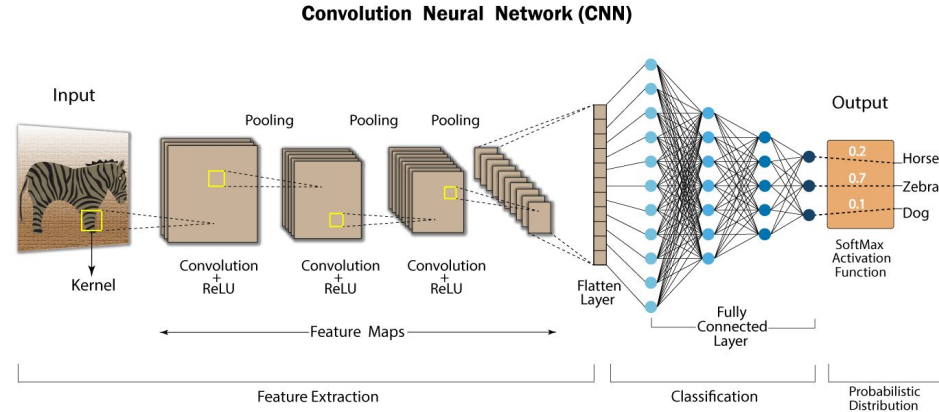 Convolution Neural Network (CNN)
Input
Kernel
Pooling
Pooling
Pooling
Convolution
+
ReLU
Convolution
+
ReLU
Convolution
+
ReLU
Feature Maps
Flatten
Layer
Fully
Connected
Layer
Output
0.2
Horse
0.7
Zebra
0.1
Dog
SoftMax
Activation
Function
Feature Extraction
Classification
Probabilistic
Distribution